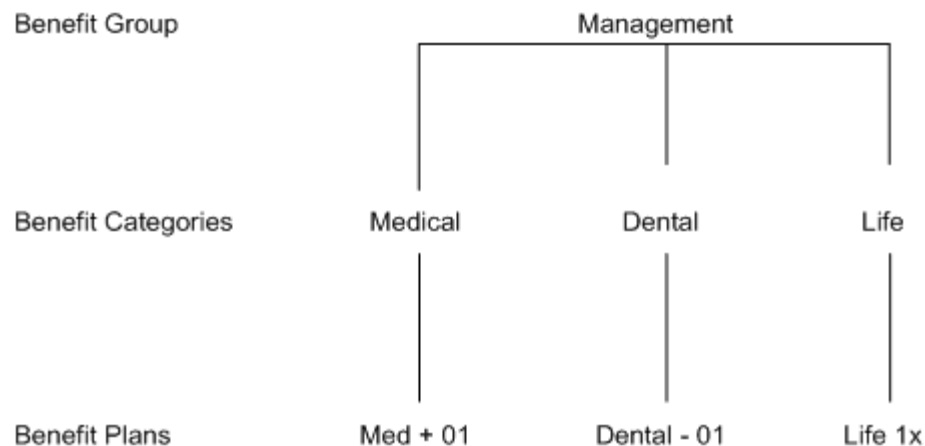 Benefit Group Management
Benefit Categories Medical Dental Life
Benefit Plans Med + 01 Dental - 01 Life 1x